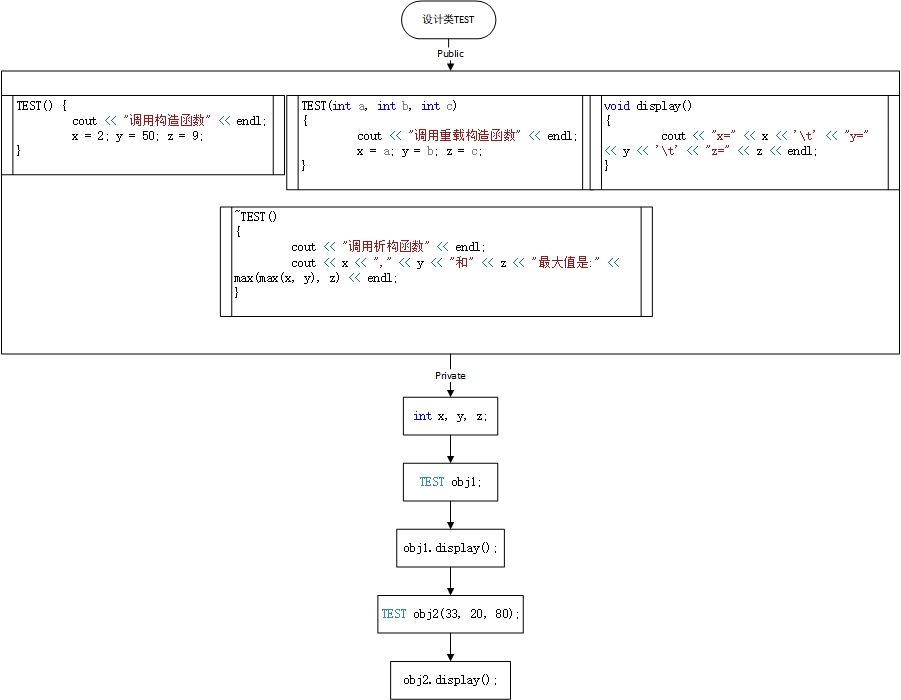 设计类TEST
Public
TEST() {
cout << "调用构造函数" << endl;
x = 2; y = 50; z = 9;
}
TEST(int a, int b, int c)
{
cout << "调用重载构造函数" << endl;
x = a; y = b; z = c;
}
void display()
{
cout << "x=" << x << '\t' << "y="
<< y << '\t' << "z=" << z << endl;
}
~TEST()
{
cout << "调用析构函数" << endl;
cout << x << "," << y << "和" << z << "最大值是:" <<
max(max(x, y), z) << endl;
}
Private
int x, y, z;
TEST obj1;
obj1.display();
TEST obj2(33, 20, 80);
obj2.display();